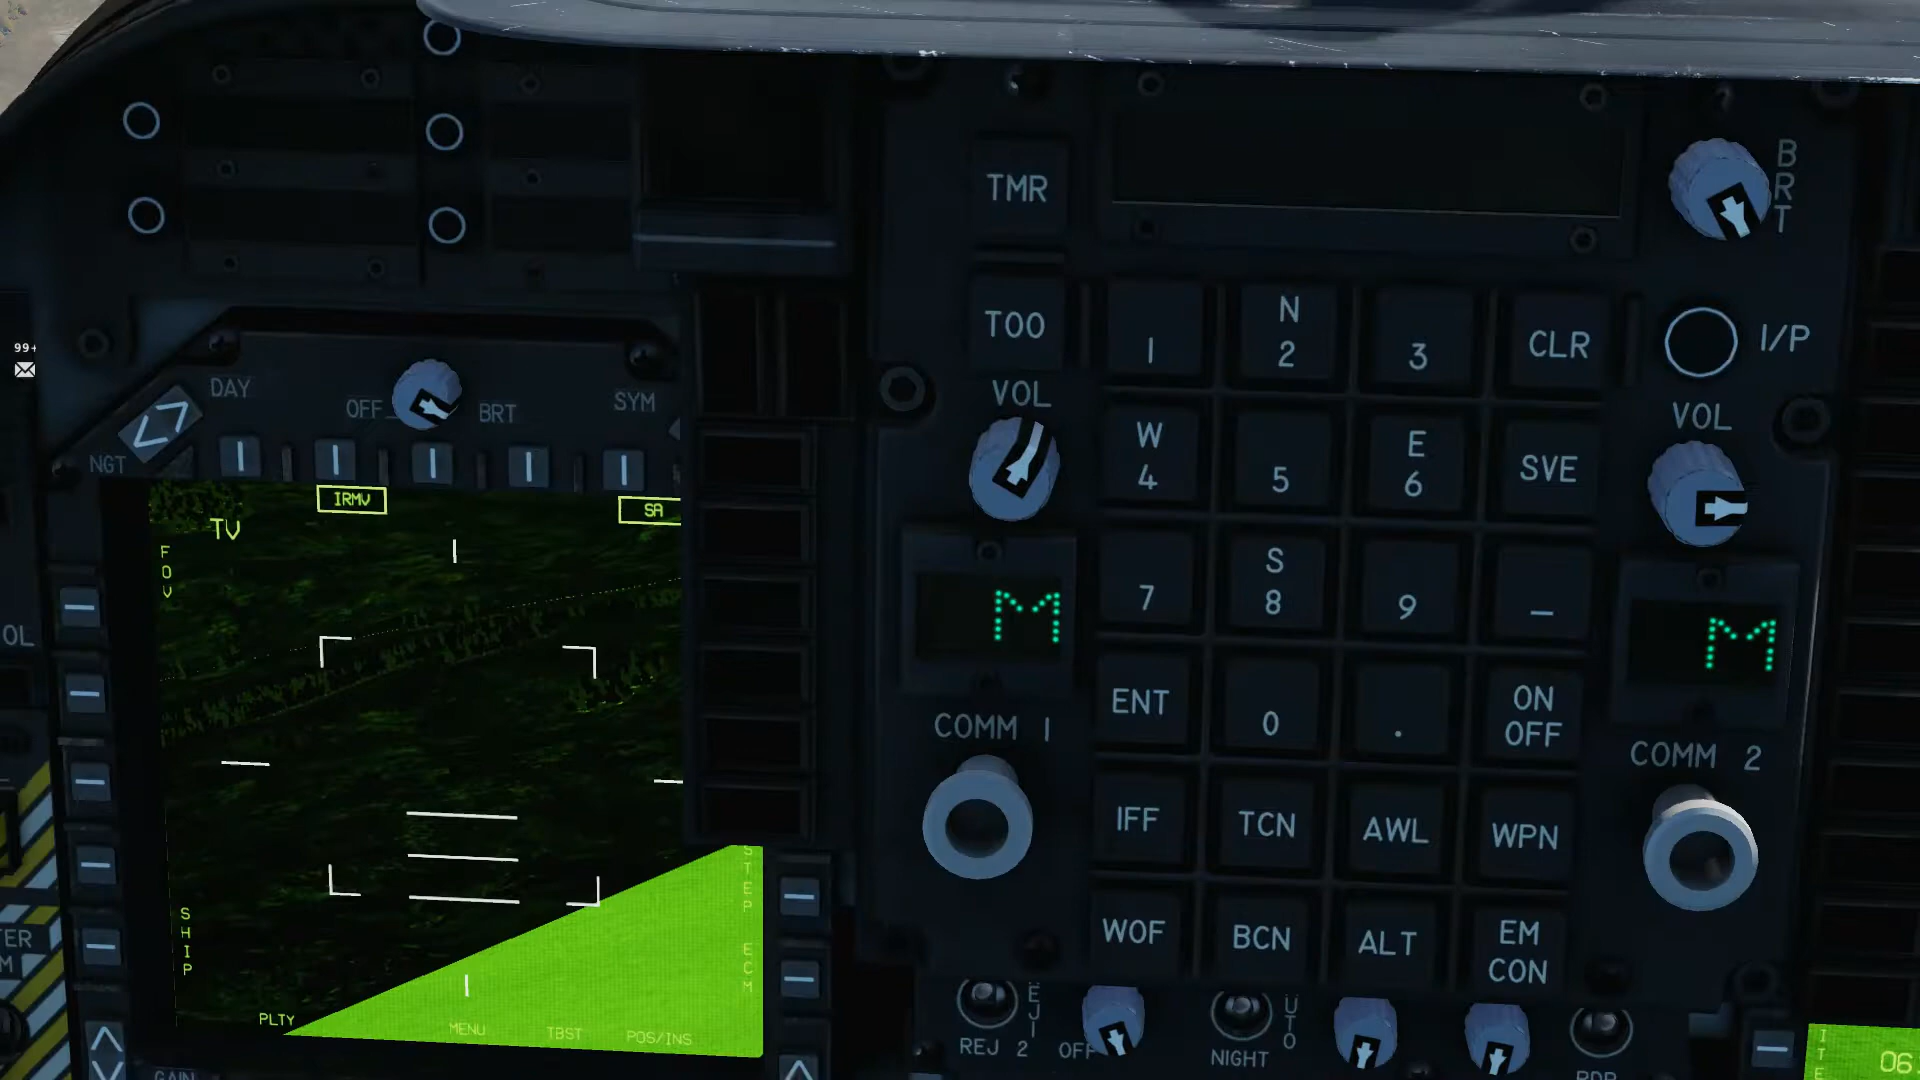 TMR
BRT
TOO
1
N
2
3
CLR
I/P
99+
DAY
OFF
BRT
SYM
NGT
VOL
VOL
W
4
5
E
6
SVE
IRMV
SA
TV
FOV
M
7
S
8
9
–
M
OL
COMM 1
ENT
0
.
ON
OFF
COMM 2
IFF
TCN
AWL
WPN
STEP
SHIP
WOF
BCN
ALT
EM
CON
ECM
PLTY
MENU
TBST
POS/INS
REJ 2
OFF
NIGHT
UTO
GAIN
06.